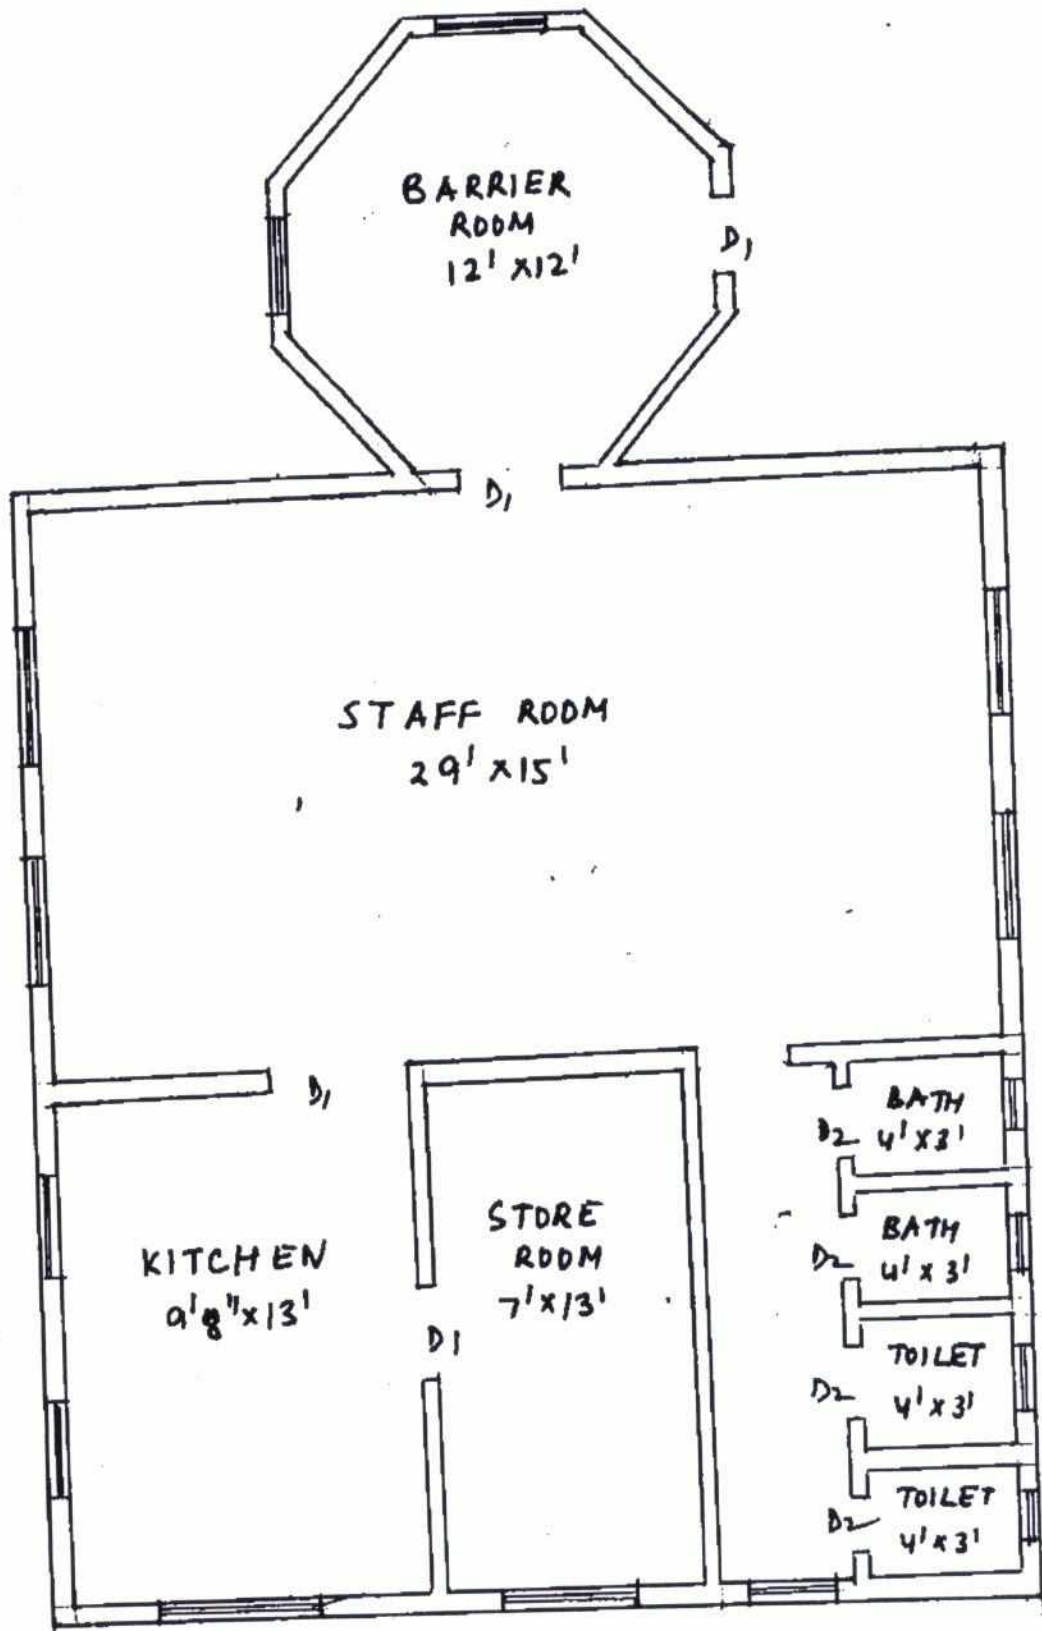 BARRIER
ROOM
12' X12'
D1
D1
STAFF ROOM
29' X15'
D1
BATH
4' X3'
D2
STORE
ROOM
7' X13'
KITCHEN
9'8" X13'
D1
BATH
4' X 3'
D2
TOILET
4' X 3'
D2
TOILET
4' X 3'
D2